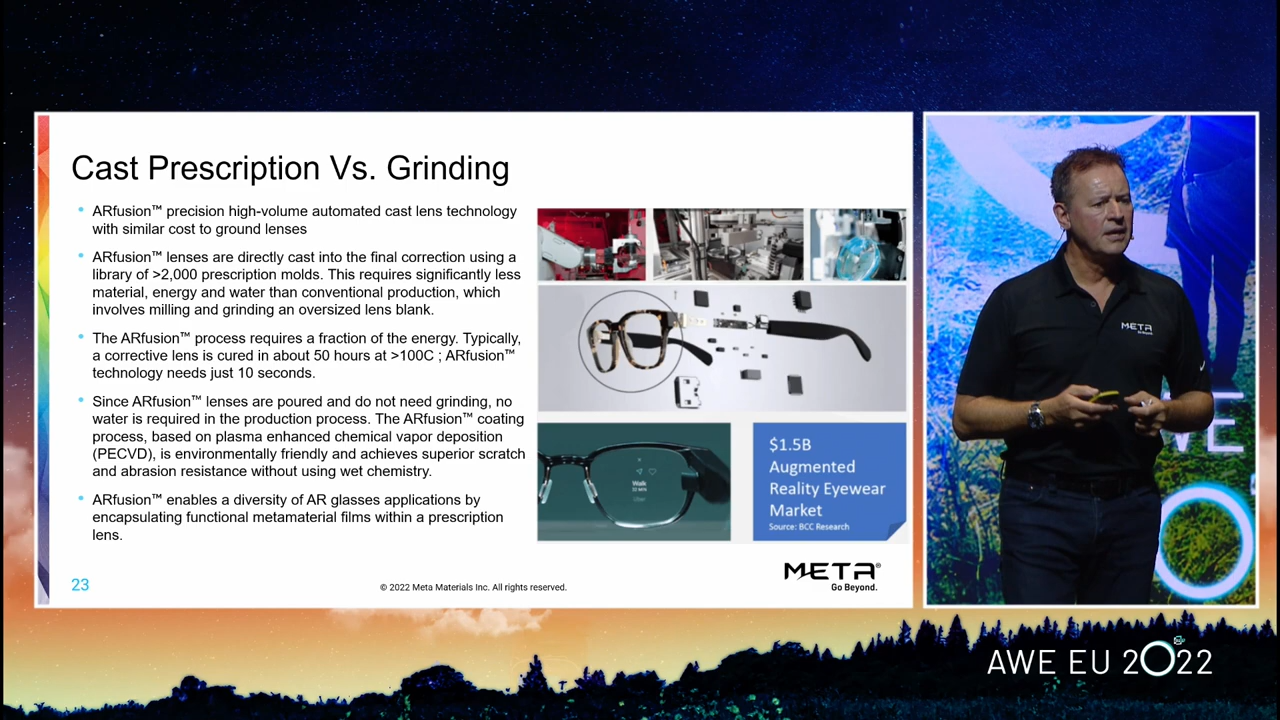 Cast Prescription Vs. Grinding
ARfusion™ precision high-volume automated cast lens technology
with similar cost to ground lenses
ARfusion™ lenses are directly cast into the final correction using a
library of >2,000 prescription molds. This requires significantly less
material, energy and water than conventional production, which
involves milling and grinding an oversized lens blank.
The ARfusion™ process requires a fraction of the energy. Typically,
a corrective lens is cured in about 50 hours at >100C ; ARfusion™
technology needs just 10 seconds.
Since ARfusion™ lenses are poured and do not need grinding, no
water is required in the production process. The ARfusion™ coating
process, based on plasma enhanced chemical vapor deposition
(PECVD), is environmentally friendly and achieves superior scratch
and abrasion resistance without using wet chemistry.
ARfusion™ enables a diversity of AR glasses applications by
encapsulating functional metamaterial films within a prescription
lens.
Walk
$1.5B
Augmented
Reality Eyewear
Market
Source: BCC Research
23
© 2022 Meta Materials Inc. All rights reserved.
META®
Go Beyond.
META
WE
AWE EU 2022